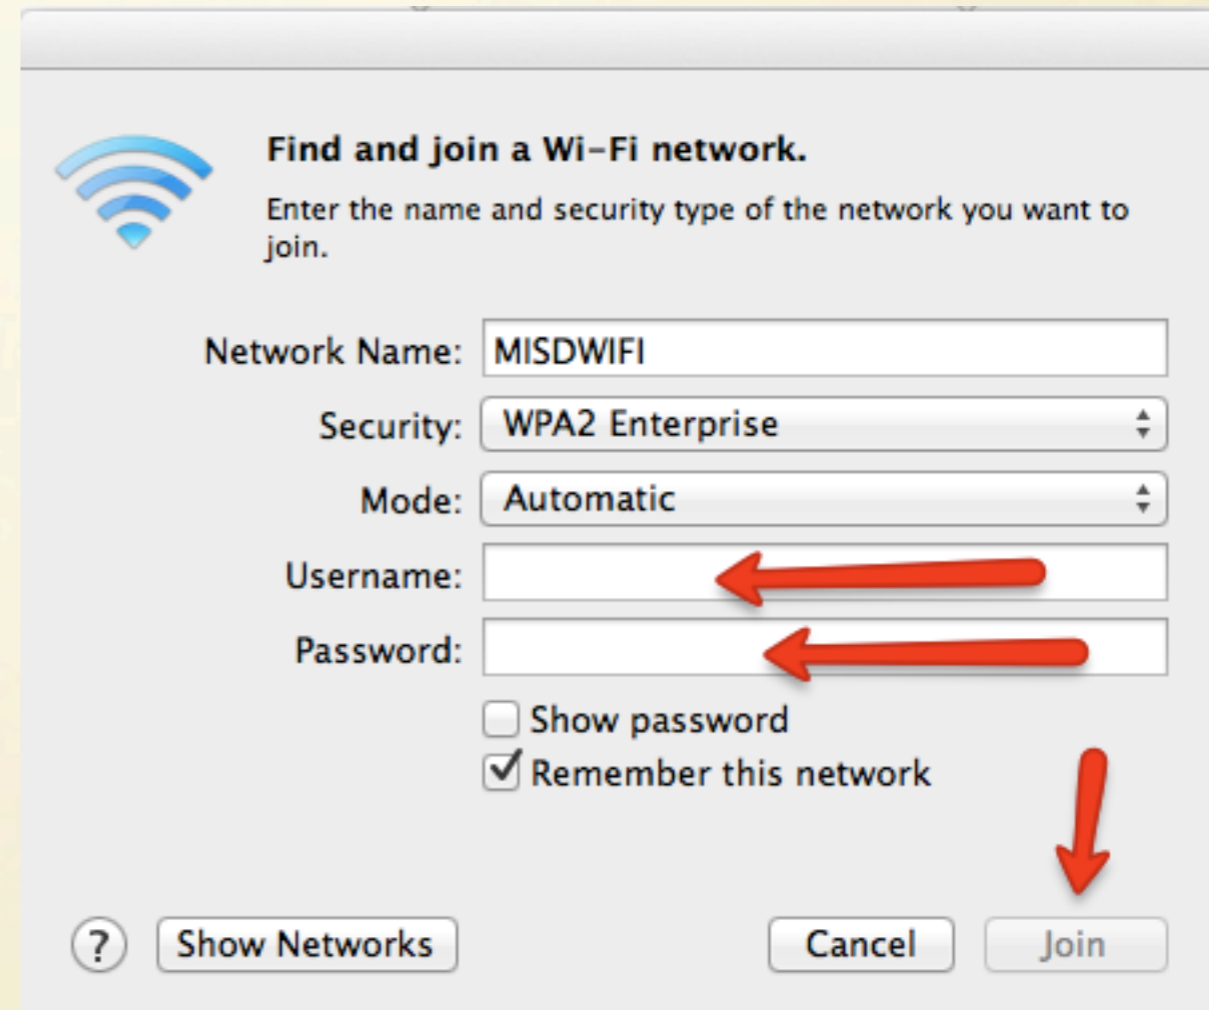 Find and join a Wi-Fi network.
Enter the name and security type of the network you want to
join.
Network Name: MISDWIFI
Security: WPA2 Enterprise
Mode: Automatic
Username:
Password:
Show password
Remember this network
? Show Networks Cancel Join